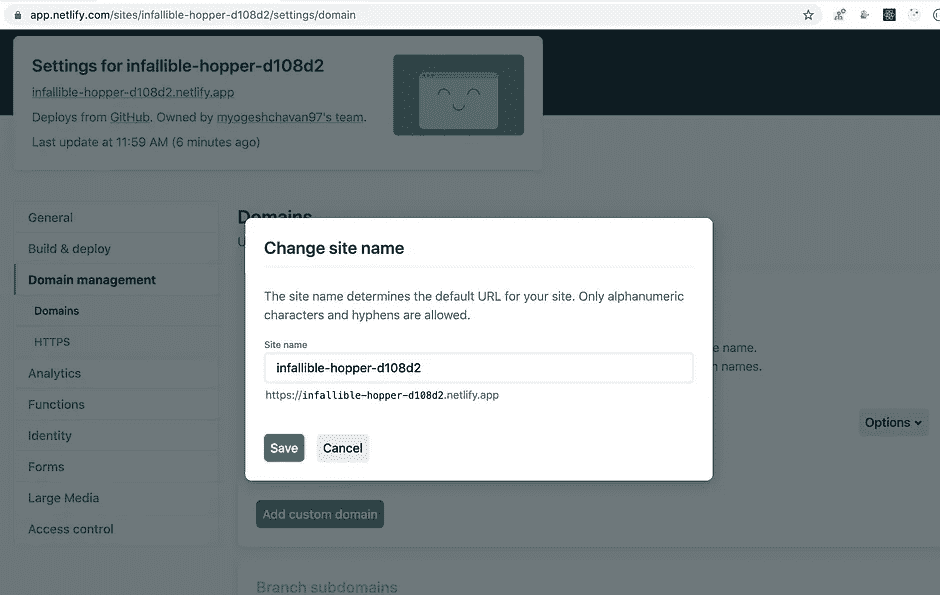 app.netlify.com/sites/infallible-hopper-d108d2/settings/domain
Settings for infallible-hopper-d108d2
infallible-hopper-d108d2.netlify.app
Deploys from GitHub. Owned by myogeshchavan97's team.
Last update at 11:59 AM (6 minutes ago)
General
Build & deploy
Domain management
Domains
HTTPS
Analytics
Functions
Identity
Forms
Large Media
Access control
Domains
U
Change site name
The site name determines the default URL for your site. Only alphanumeric
characters and hyphens are allowed.
Site name
infallible-hopper-d108d2
https://infallible-hopper-d108d2.netlify.app
Save
Cancel
e name.
n names.
Options
Add custom domain
Branch subdomains